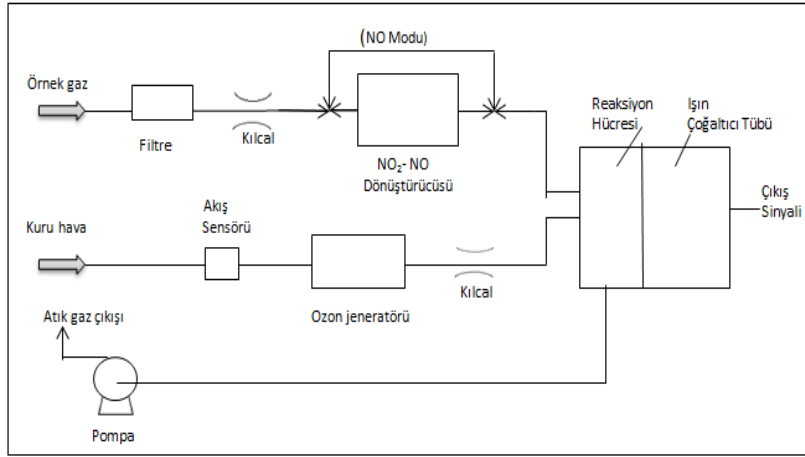 (NO Modu)
Örnek gaz
Filtre
Kılcal
NO₂- NO
Dönüştürücüsü
Reaksiyon
Hücresi
Işın
Çoğaltıcı Tübü
Çıkış
Sinyali
Kuru hava
Akış
Sensörü
Ozon jeneratörü
Kılcal
Atık gaz çıkışı
Pompa